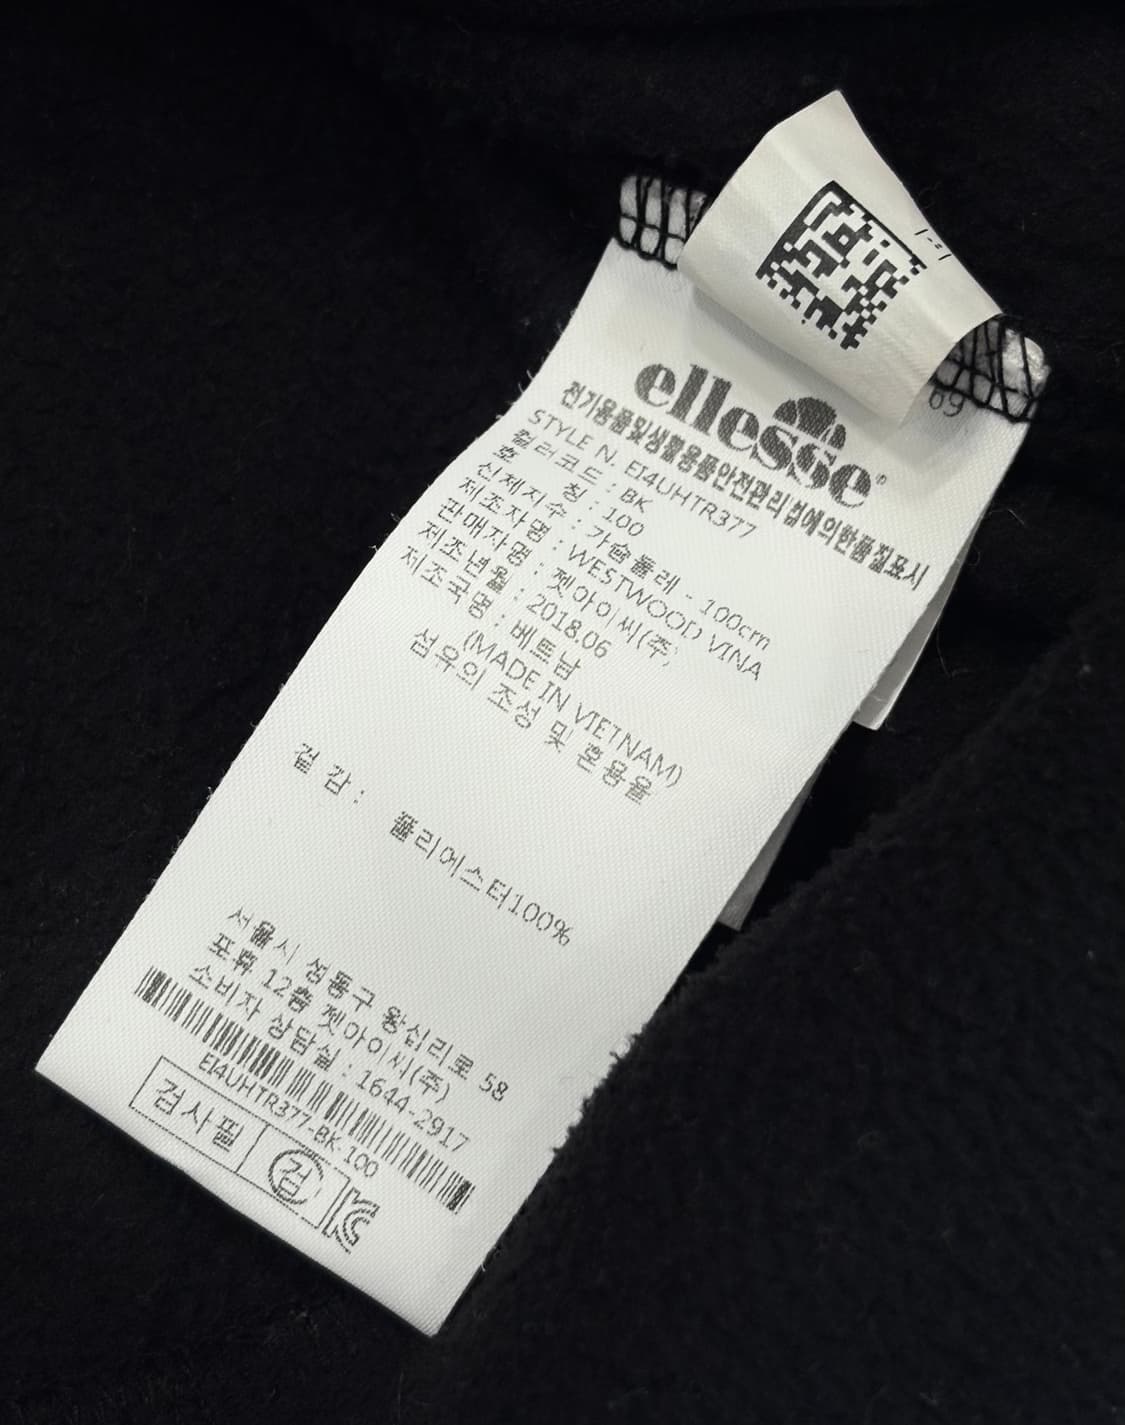 ellesse®
전기용품및생활용품안전관리법에의한품질표시
STYLE N. EI4UHTR377
컬러코드 : BK
호 칭 : 100
신체치수 : 가슴둘레 - 100cm
제조자명 : WESTWOOD VINA
판매자명 : 젯아이씨(주)
제조년월 : 2018.06
제조국명 : 베트남
(MADE IN VIETNAM)
섬유의 조성 및 혼용율
겉 감 :
폴리에스터100%
서울시 성동구 왕십리로 58
포휴 12층 젯아이씨(주)
소비자 상담실 : 1644-2917
EI4UHTR377-BK-100
검사필 검
69